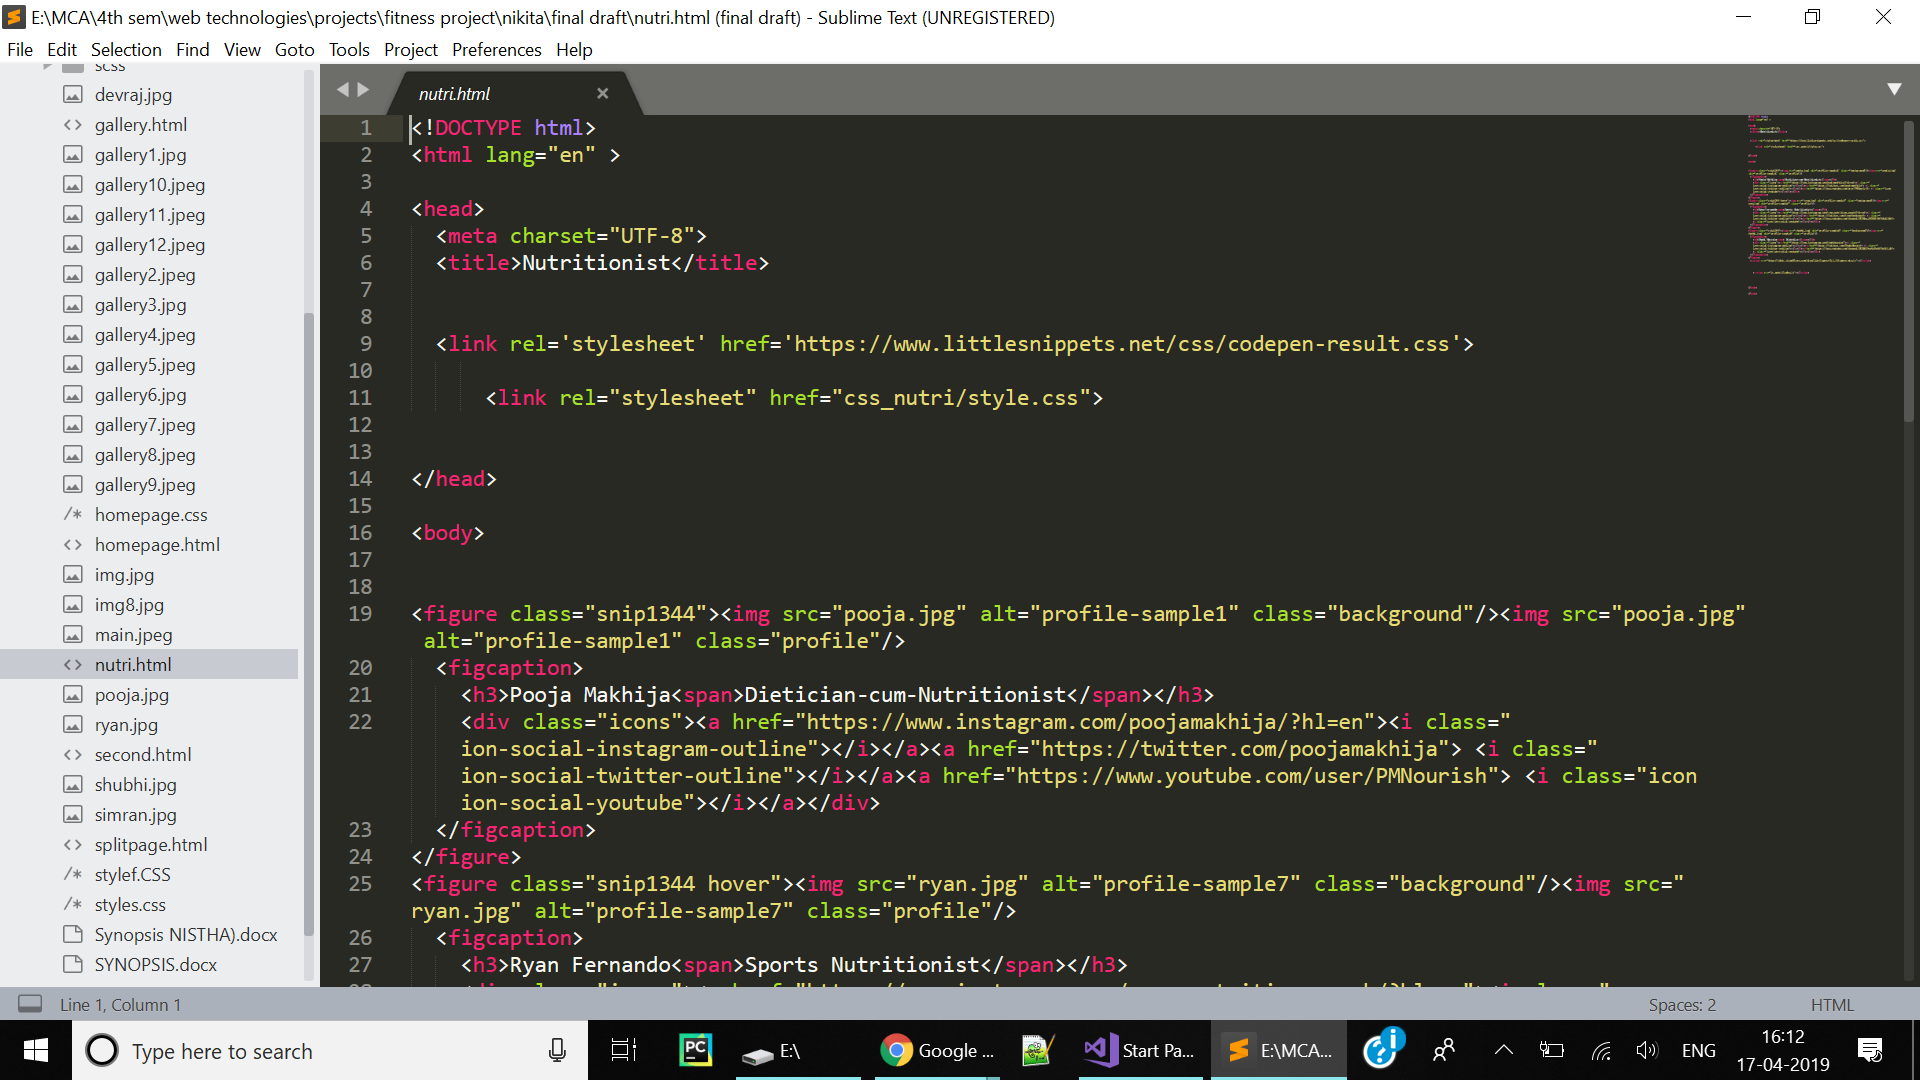 E:\MCA\4th sem\web technologies\projects\fitness project\nikita\final draft\nutri.html (final draft) - Sublime Text (UNREGISTERED)
File Edit Selection Find View Goto Tools Project Preferences Help
scss
devraj.jpg
gallery.html
gallery1.jpg
gallery10.jpeg
gallery11.jpeg
gallery12.jpeg
gallery2.jpeg
gallery3.jpg
gallery4.jpeg
gallery5.jpeg
gallery6.jpg
gallery7.jpeg
gallery8.jpeg
gallery9.jpeg
homepage.css
homepage.html
img.jpg
img8.jpg
main.jpeg
nutri.html
pooja.jpg
ryan.jpg
second.html
shubhi.jpg
simran.jpg
splitpage.html
stylef.CSS
styles.css
Synopsis NISTHA).docx
SYNOPSIS.docx
nutri.html
1 <!DOCTYPE html>
2 <html lang="en" >
3
4 <head>
5 <meta charset="UTF-8">
6 <title>Nutritionist</title>
7
8
9 <link rel='stylesheet' href='https://www.littlesnippets.net/css/codepen-result.css'>
10
11 <link rel="stylesheet" href="css_nutri/style.css">
12
13
14 </head>
15
16 <body>
17
18
19 <figure class="snip1344"><img src="pooja.jpg" alt="profile-sample1" class="background"/><img src="pooja.jpg"
alt="profile-sample1" class="profile"/>
20 <figcaption>
21 <h3>Pooja Makhija<span>Dietician-cum-Nutritionist</span></h3>
22 <div class="icons"><a href="https://www.instagram.com/poojamakhija/?hl=en"><i class="
ion-social-instagram-outline"></i></a><a href="https://twitter.com/poojamakhija"> <i class="
ion-social-twitter-outline"></i></a><a href="https://www.youtube.com/user/PMNourish"> <i class="icon
ion-social-youtube"></i></a></div>
23 </figcaption>
24 </figure>
25 <figure class="snip1344 hover"><img src="ryan.jpg" alt="profile-sample7" class="background"/><img src="
ryan.jpg" alt="profile-sample7" class="profile"/>
26 <figcaption>
27 <h3>Ryan Fernando<span>Sports Nutritionist</span></h3>
Line 1, Column 1
Spaces: 2
HTML
Type here to search
PC
E:\
Google ...
Start Pa...
E:\MCA...
ENG
16:12
17-04-2019